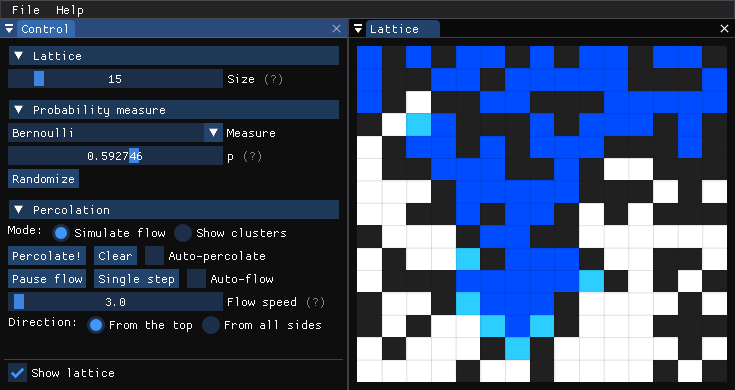 File Help
Control
Lattice
Lattice
15 Size (?)
Probability measure
Bernoulli Measure
0.592746 p (?)
Randomize
Percolation
Mode: Simulate flow Show clusters
Percolate! Clear Auto-percolate
Pause flow Single step Auto-flow
3.0 Flow speed (?)
Direction: From the top From all sides
Show lattice